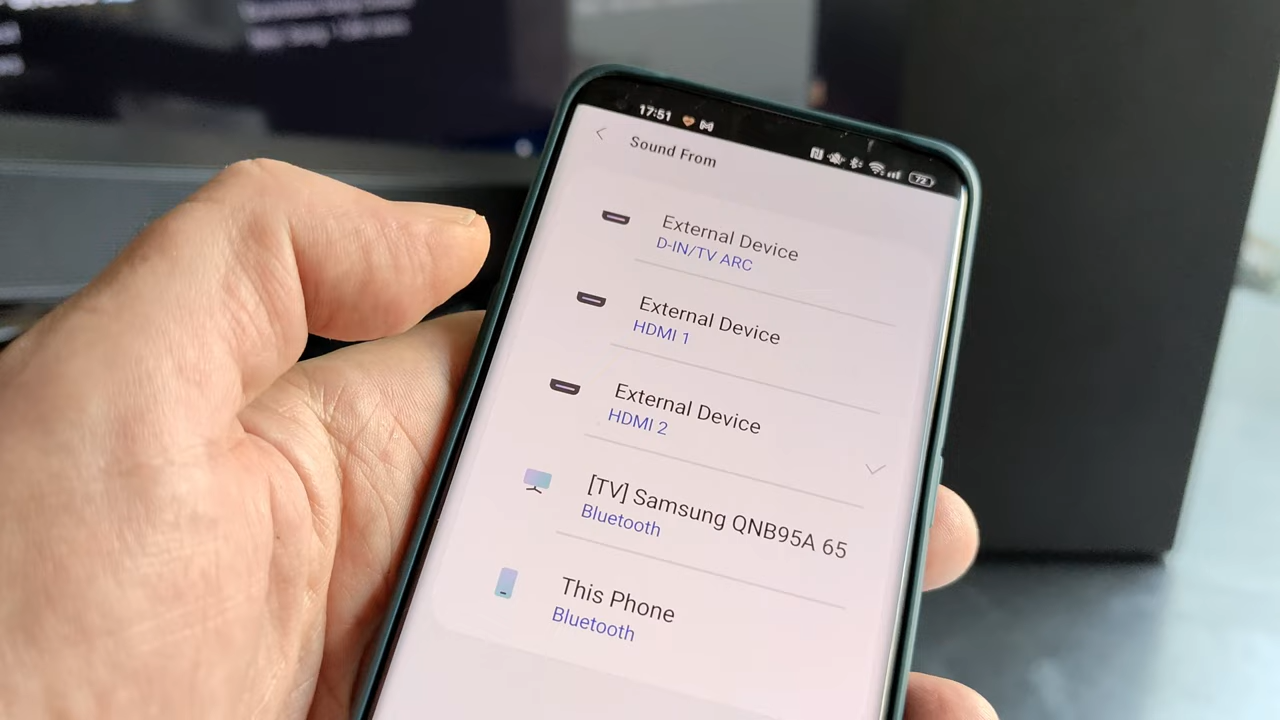 17:51
72
Sound From
External Device
D-IN/TV ARC
External Device
HDMI 1
External Device
HDMI 2
[TV] Samsung QNB95A 65
Bluetooth
This Phone
Bluetooth